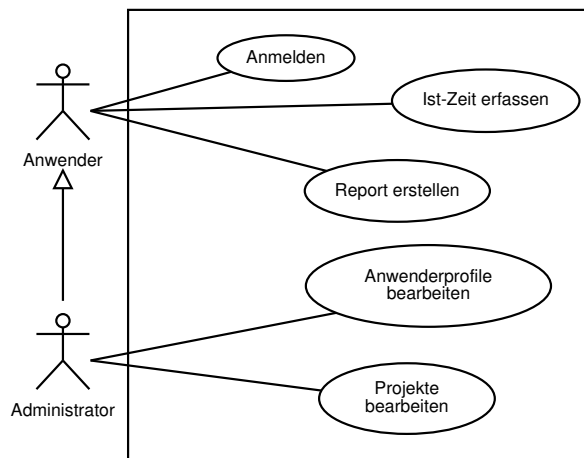 Anmelden
Ist-Zeit erfassen
Anwender
Report erstellen
Anwenderprofile
bearbeiten
Administrator
Projekte
bearbeiten